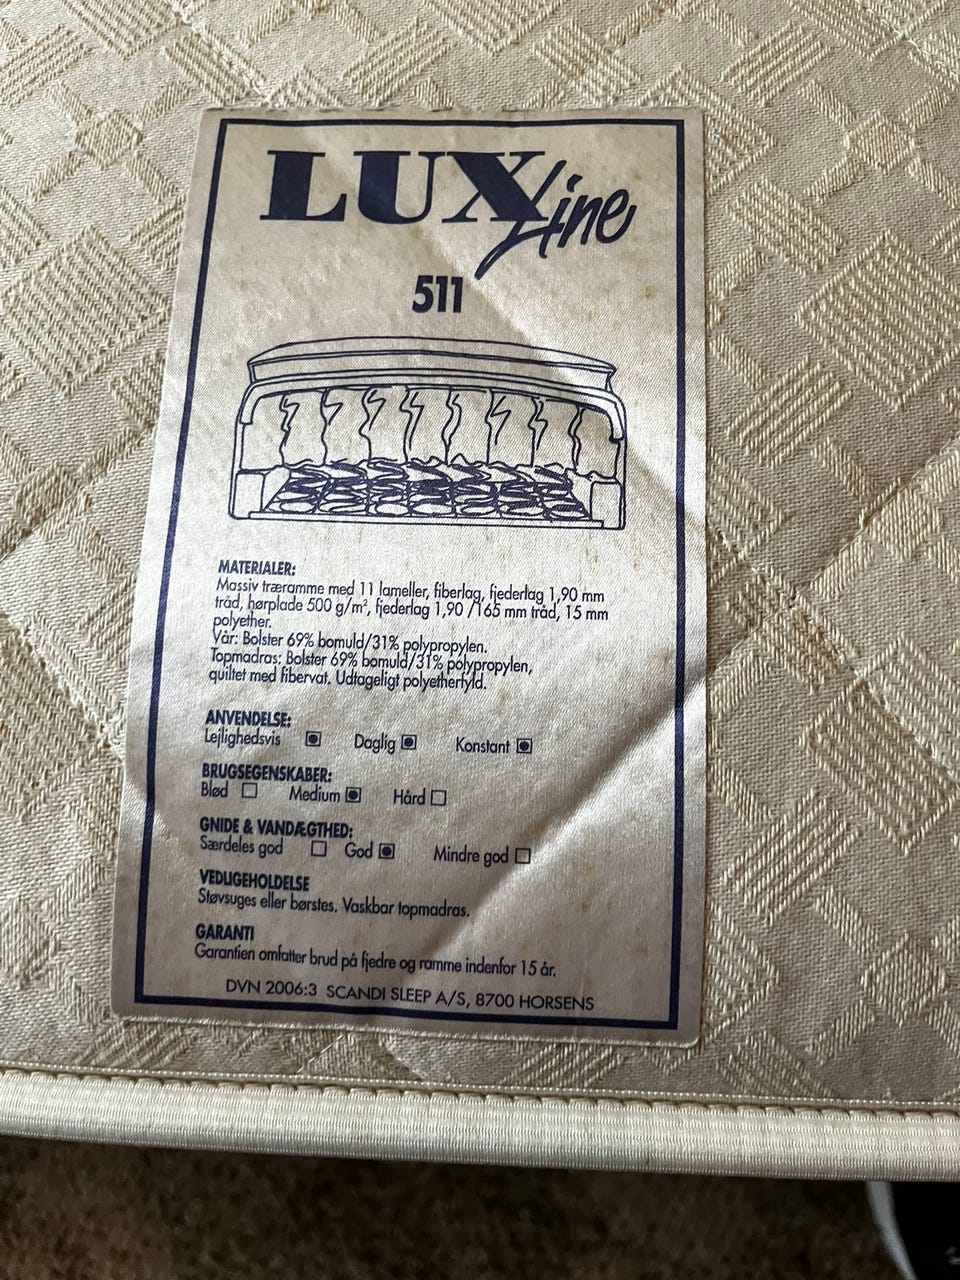 LUX Line
511
MATERIALER:
Massiv træramme med 11 lameller, fiberlag, fjederlag 1,90 mm
tråd, hørplade 500 g/m², fjederlag 1,90 /165 mm tråd, 15 mm
polyether.
Vår: Bolster 69% bomuld/31% polypropylen.
Topmadras: Bolster 69% bomuld/31% polypropylen,
quiltet med fibervat. Udtageligt polyetherfyld.
ANVENDELSE:
Lejlighedsvis Daglig Konstant
BRUGSEGENSKABER:
Blød Medium Hård
GNIDE & VANDÆGTHED:
Særdeles god God Mindre god
VEDLIGEHOLDELSE
Støvsuges eller børstes. Vaskbar topmadras.
GARANTI
Garantien omfatter brud på fjedre og ramme indenfor 15 år.
DVN 2006:3 SCANDI SLEEP A/S, 8700 HORSENS